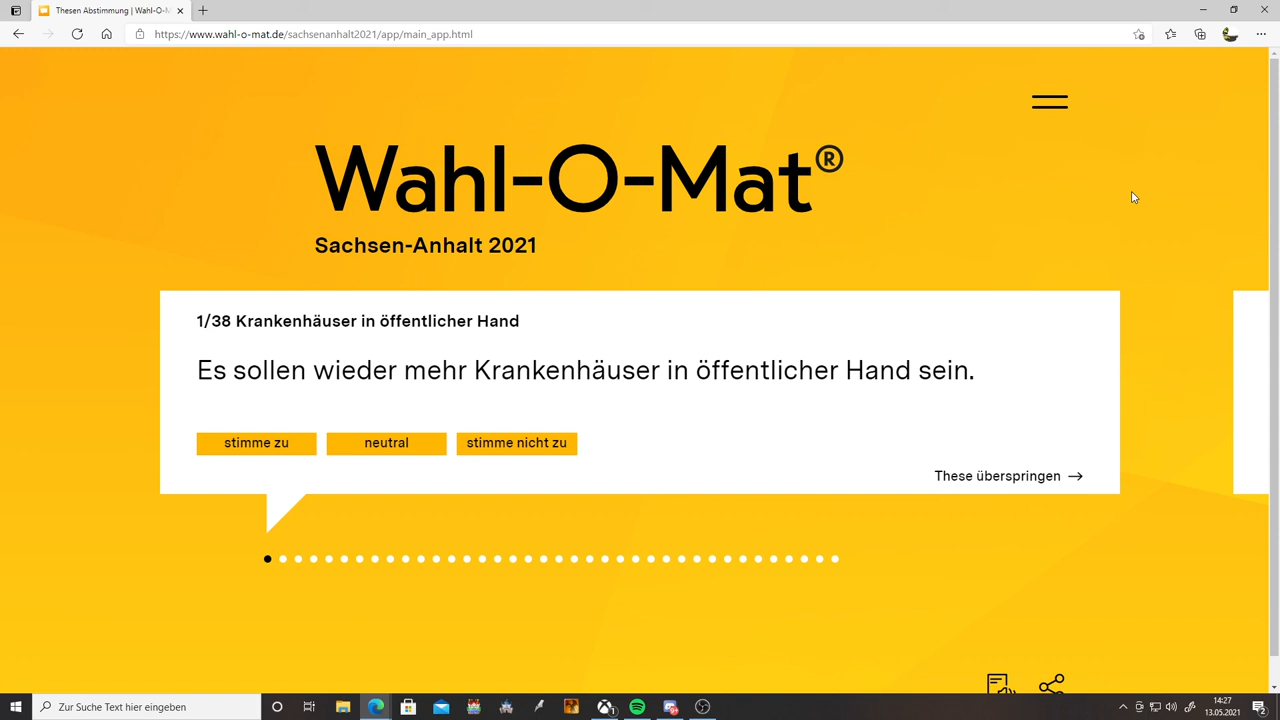 Thesen Abstimmung | Wahl-O-M
https://www.wahl-o-mat.de/sachsenanhalt2021/app/main_app.html
Wahl-O-Mat®
Sachsen-Anhalt 2021
1/38 Krankenhäuser in öffentlicher Hand
Es sollen wieder mehr Krankenhäuser in öffentlicher Hand sein.
stimme zu neutral stimme nicht zu
These überspringen →
Zur Suche Text hier eingeben
14:27
13.05.2021